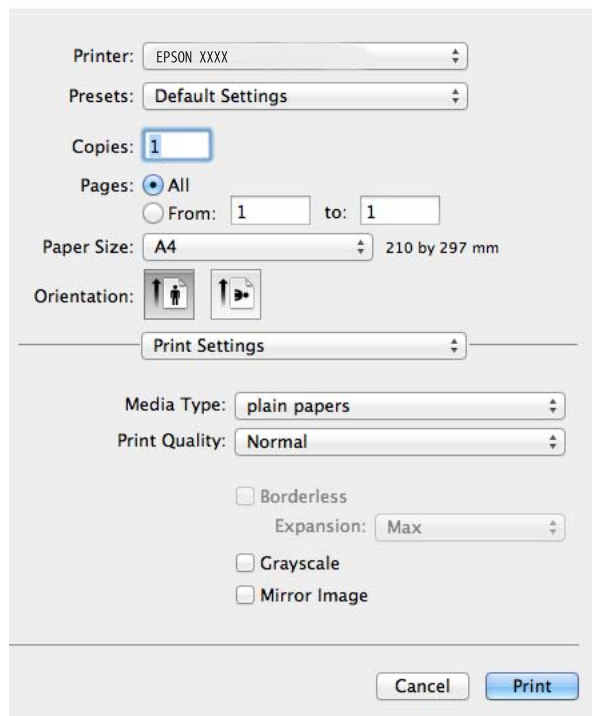 Printer: EPSON XXXX
Presets: Default Settings
Copies: 1
Pages: All
From: 1 to: 1
Paper Size: A4 210 by 297 mm
Orientation:
Print Settings
Media Type: plain papers
Print Quality: Normal
Borderless
Expansion: Max
Grayscale
Mirror Image
Cancel Print